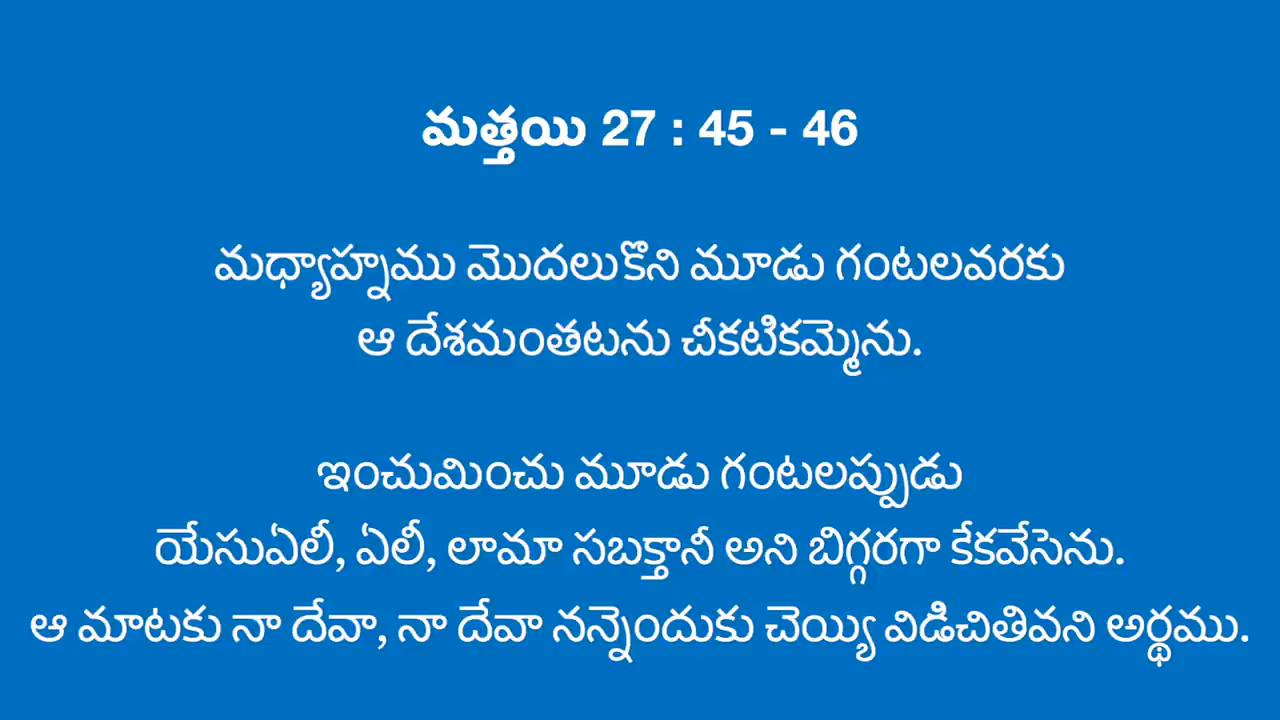 మత్తయి 27 : 45 - 46
మధ్యాహ్నము మొదలుకొని మూడు గంటలవరకు
ఆ దేశమంతటను చీకటికమ్మెను.
ఇంచుమించు మూడు గంటలప్పుడు
యేసుఏలీ, ఏలీ, లామా సబక్తానీ అని బిగ్గరగా కేకవేసెను.
ఆ మాటకు నా దేవా, నా దేవా నన్నెందుకు చెయ్యి విడిచితివని అర్థము.